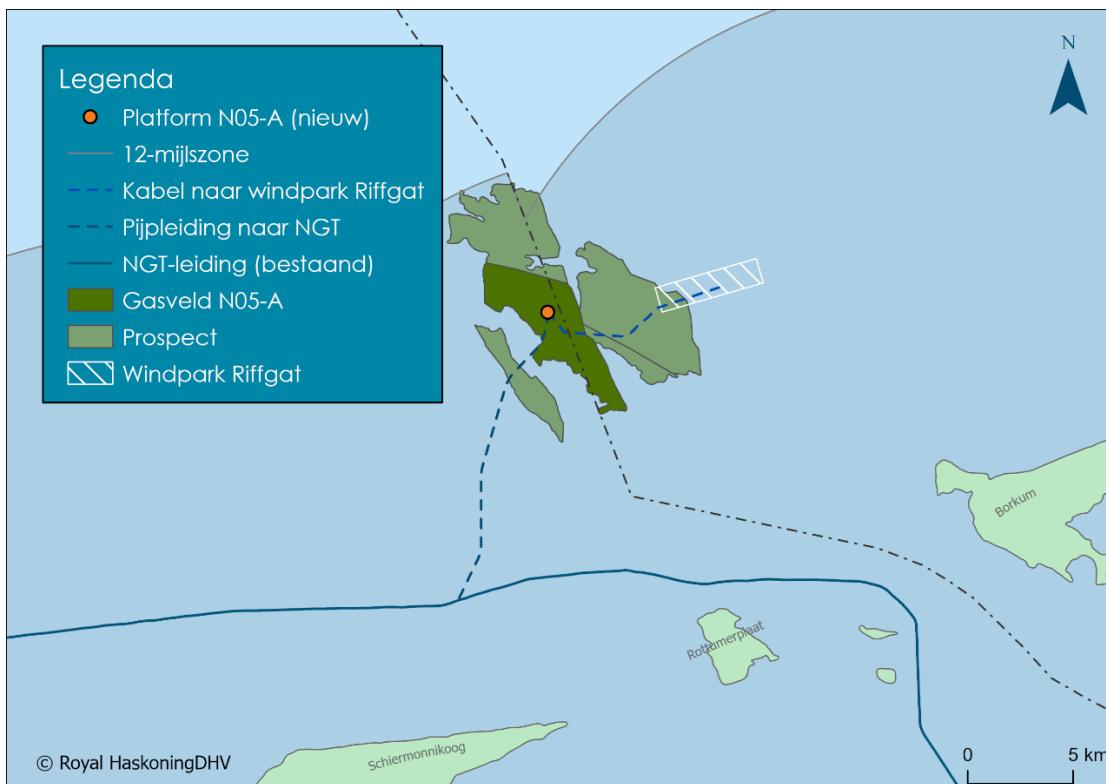 N
Legenda
Platform N05-A (nieuw)
12-mijlszone
Kabel naar windpark Riffgat
Pijpleiding naar NGT
NGT-leiding (bestaand)
Gasveld N05-A
Prospect
Windpark Riffgat
Borkum
Rottumerplaat
Schiermonnikoog
© Royal HaskoningDHV
0 5 km